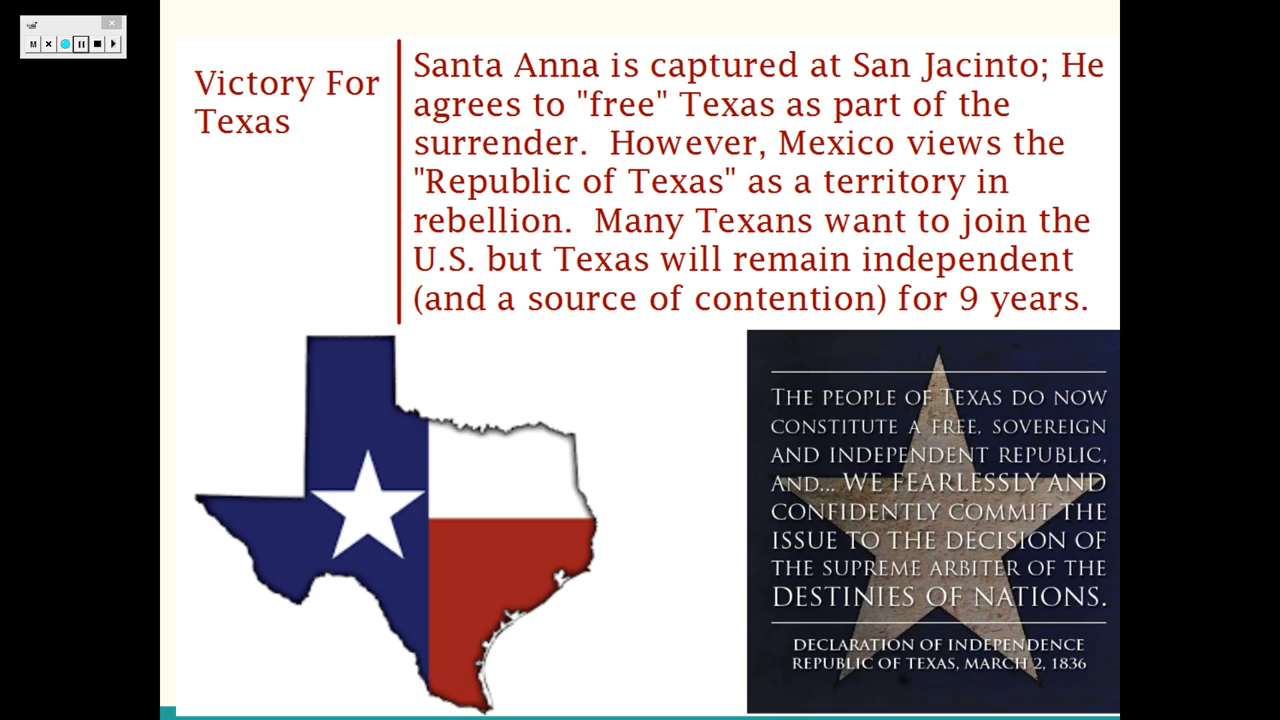 M
Victory For
Texas
Santa Anna is captured at San Jacinto; He
agrees to "free" Texas as part of the
surrender.  However, Mexico views the
"Republic of Texas" as a territory in
rebellion.  Many Texans want to join the
U.S. but Texas will remain independent
(and a source of contention) for 9 years.
THE PEOPLE OF TEXAS DO NOW
CONSTITUTE A FREE, SOVEREIGN
AND INDEPENDENT REPUBLIC,
AND... WE FEARLESSLY AND
CONFIDENTLY COMMIT THE
ISSUE TO THE DECISION OF
THE SUPREME ARBITER OF THE
DESTINIES OF NATIONS.
DECLARATION OF INDEPENDENCE
REPUBLIC OF TEXAS, MARCH 2, 1836